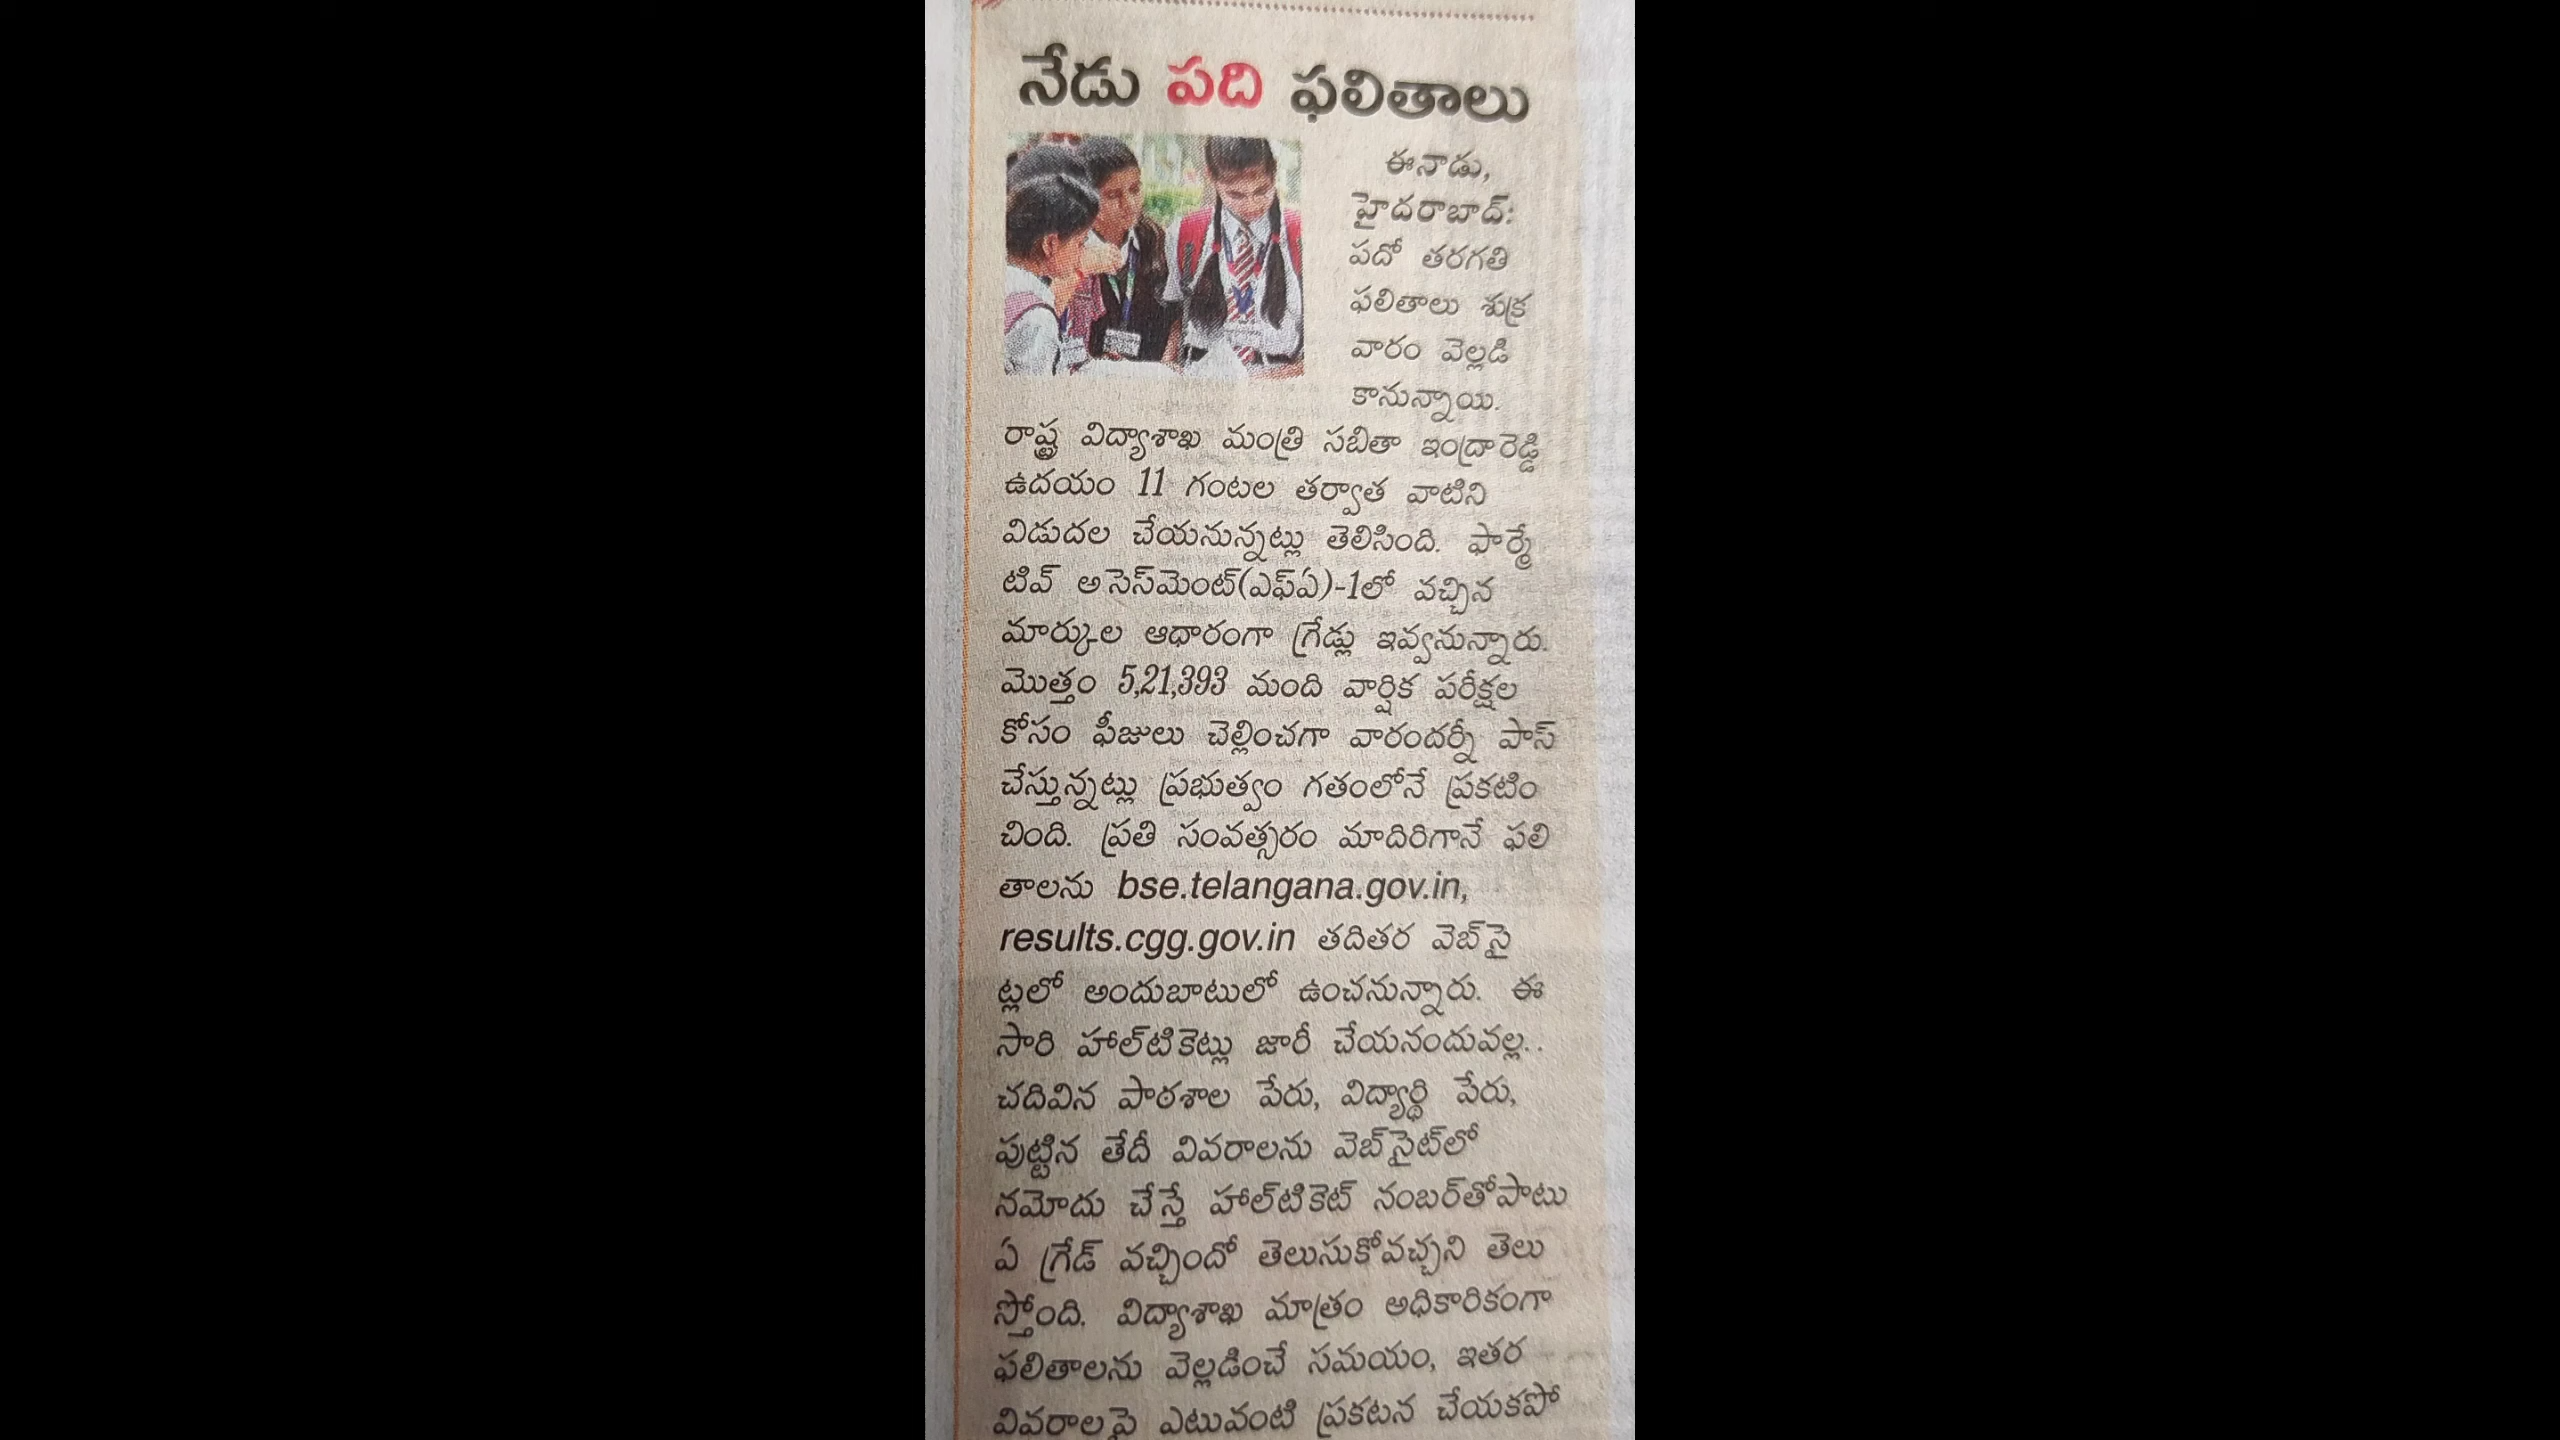 నేడు పది ఫలితాలు
ఈనాడు,
హైదరాబాద్:
పదో తరగతి
ఫలితాలు శుక్ర
వారం వెల్లడి
కానున్నాయి.
రాష్ట్ర విద్యాశాఖ మంత్రి సబితా ఇంద్రారెడ్డి
ఉదయం 11 గంటల తర్వాత వాటిని
విడుదల చేయనున్నట్లు తెలిసింది. ఫార్మే
టివ్ అసెస్‌మెంట్(ఎఫ్ఏ)-1లో వచ్చిన
మార్కుల ఆధారంగా గ్రేడ్లు ఇవ్వనున్నారు.
మొత్తం 5,21,393 మంది వార్షిక పరీక్షల
కోసం ఫీజులు చెల్లించగా వారందర్నీ పాస్
చేస్తున్నట్లు ప్రభుత్వం గతంలోనే ప్రకటిం
చింది. ప్రతి సంవత్సరం మాదిరిగానే ఫలి
తాలను bse.telangana.gov.in,
results.cgg.gov.in తదితర వెబ్‌సై
ట్లలో అందుబాటులో ఉంచనున్నారు. ఈ
సారి హాల్‌టికెట్లు జారీ చేయనందువల్ల..
చదివిన పాఠశాల పేరు, విద్యార్థి పేరు,
పుట్టిన తేదీ వివరాలను వెబ్‌సైట్‌లో
నమోదు చేస్తే హాల్‌టికెట్ నంబర్‌తోపాటు
ఏ గ్రేడ్ వచ్చిందో తెలుసుకోవచ్చని తెలు
స్తోంది. విద్యాశాఖ మాత్రం అధికారికంగా
ఫలితాలను వెల్లడించే సమయం, ఇతర
వివరాలపై ఎటువంటి ప్రకటన చేయకపో